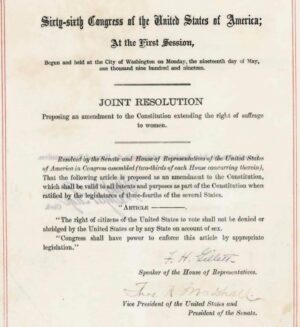 Sixty-sixth Congress of the United States of America;
At the First Session,
Begun and held at the City of Washington on Monday, the nineteenth day of May,
one thousand nine hundred and nineteen.
JOINT RESOLUTION
Proposing an amendment to the Constitution extending the right of suffrage
to women.
Resolved by the Senate and House of Representatives of the United States
of America in Congress assembled (two-thirds of each House concurring therein),
That the following article is proposed as an amendment to the Constitution,
which shall be valid to all intents and purposes as part of the Constitution when
ratified by the legislatures of three-fourths of the several States.
"Article ———.
"The right of citizens of the United States to vote shall not be denied or
abridged by the United States or by any State on account of sex.
"Congress shall have power to enforce this article by appropriate
legislation."
F. H. Gillett
Speaker of the House of Representatives.
Thos. R. Marshall
Vice President of the United States and
President of the Senate.